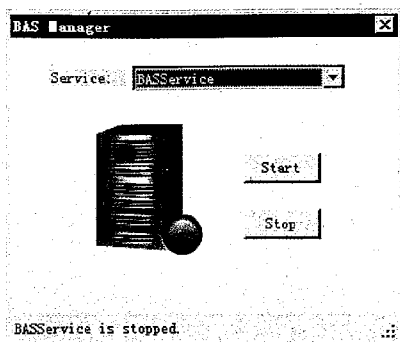 BAS Manager
Service: BASService
Start
Stop
BASService is stopped.